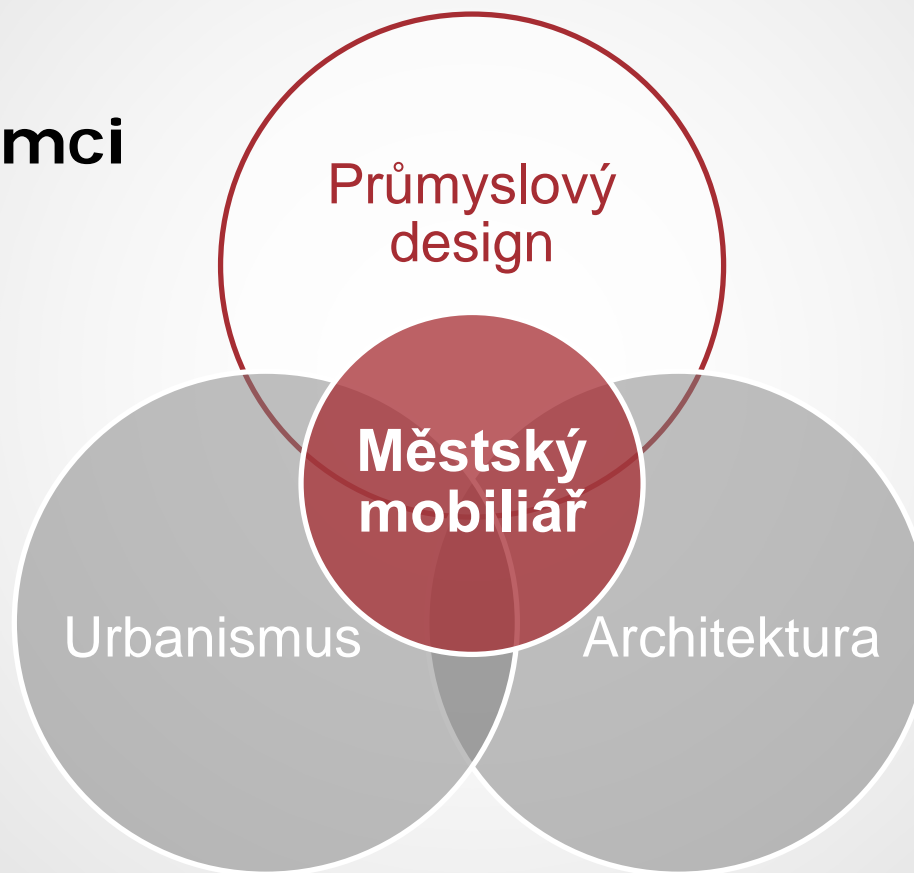 mci
Průmyslový
design
Městský
mobiliář
Urbanismus
Architektura